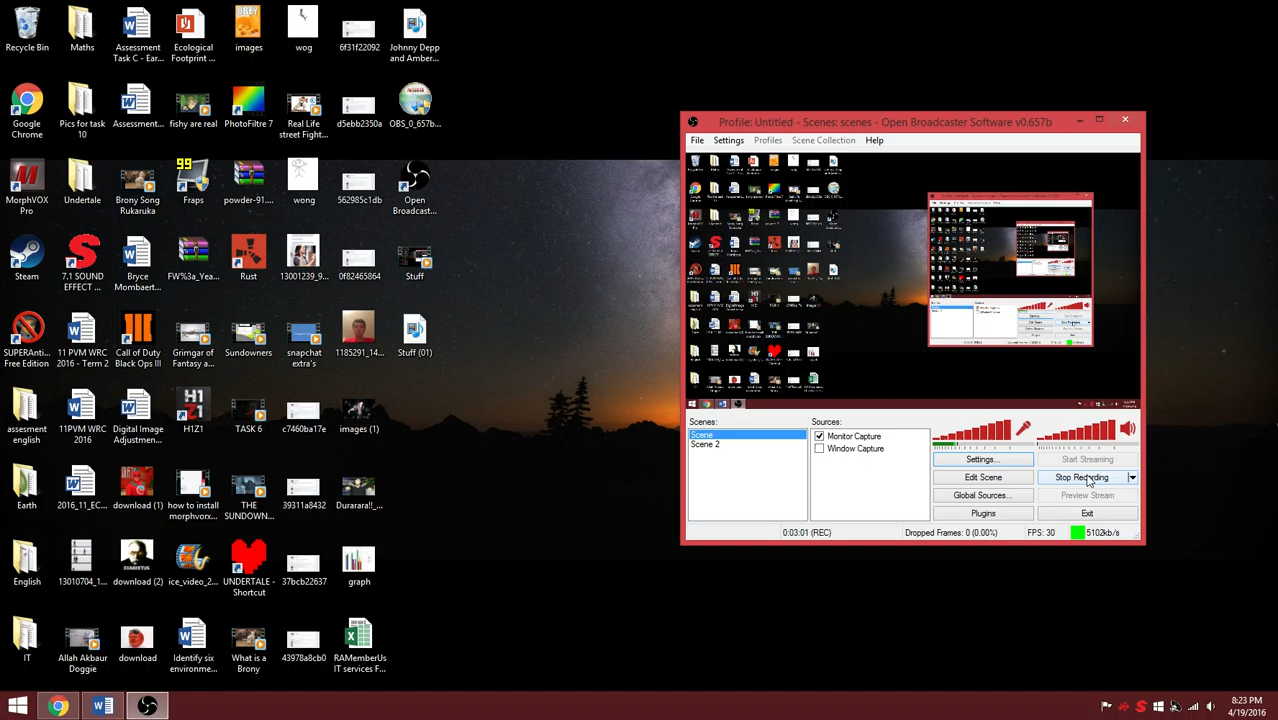 Recycle Bin
Maths
Assessment
Task C - Ear...
Ecological
Footprint ...
images
wog
6f31f22092
Johnny Depp
and Amber...
Google
Chrome
Pics for task
10
Assessment...
fishy are real
PhotoFiltre 7
Real Life
street Fight...
d5ebb2350a
OBS_0_657b...
MorphVOX
Pro
Undertale
Brony Song
Rukaruka
99
Fraps
powder-91...
wong
562985c1db
Open
Broadcast...
Steam
7.1 SOUND
EFFECT ...
Bryce
Mombaert...
FW%3a_Yea...
Rust
13001239_9...
0f82465864
Stuff
SUPERAnti...
Free Edition
11 PVM WRC
2016 - Term 2
Call of Duty
Black Ops III
Grimgar of
Fantasy a...
Sundowners
snapchat
extra's
1185291_14...
Stuff (01)
assesment
english
11PVM WRC
2016
Digital Image
Adjustmen...
H1Z1
TASK 6
c7460ba17e
images (1)
Earth
2016_11_EC...
download (1)
how to install
morphvorx...
THE
SUNDOWN...
39311a8432
Durarara!!_...
English
13010704_1...
download (2)
ice_video_2...
UNDERTALE -
Shortcut
37bcb22627
graph
IT
Allah Akbaur
Doggie
download
Identify six
environme...
What is a
Brony
43978a8cb0
RAMemberUs
IT services F...
Profile: Untitled - Scenes: scenes - Open Broadcaster Software v0.657b
File Settings Profiles Scene Collection Help
Scenes:
Scene
Scene 2
Sources:
Monitor Capture
Window Capture
Settings...
Start Streaming
Edit Scene
Stop Recording
Global Sources...
Preview Stream
Plugins
Exit
0:03:01 (REC)
Dropped Frames: 0 (0.00%)
FPS: 30
5102kb/s
8:23 PM
4/19/2016